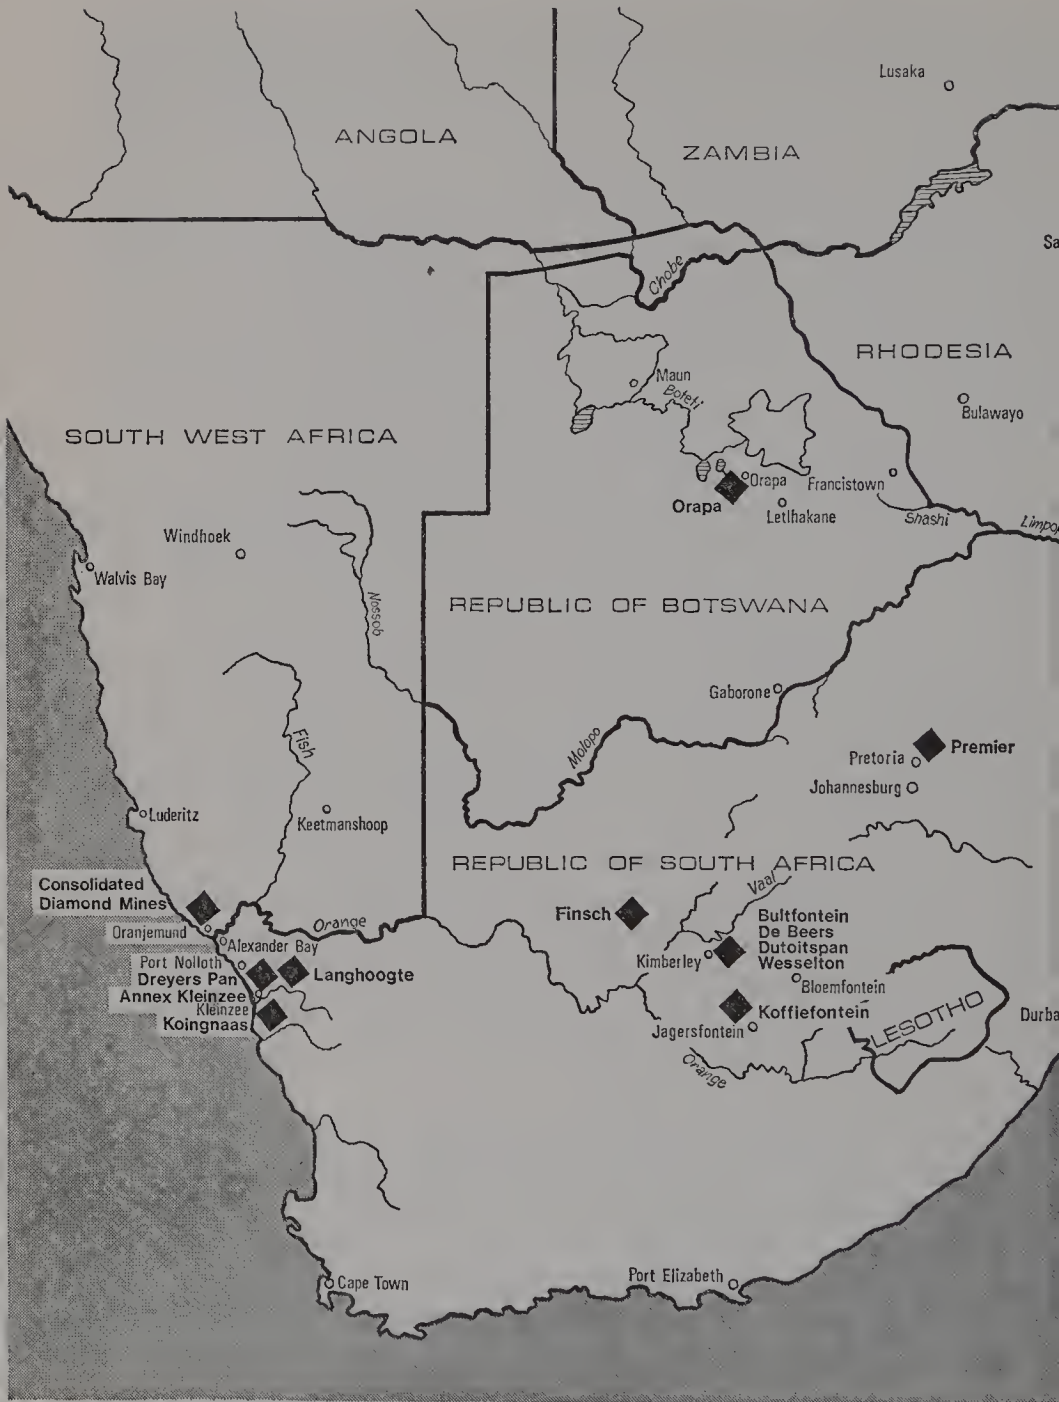 Lusaka
ANGOLA
ZAMBIA
Sa
Chobe
RHODESIA
Maun
Boteti
Bulawayo
SOUTH WEST AFRICA
Orapa
Francistown
Orapa
Letlhakane
Shashi
Limpop
Windhoek
Walvis Bay
Nossob
REPUBLIC OF BOTSWANA
Gaborone
Fish
Molopo
Pretoria
Premier
Johannesburg
Luderitz
Keetmanshoop
REPUBLIC OF SOUTH AFRICA
Consolidated
Diamond Mines
Vaal
Finsch
Bultfontein
De Beers
Dutoitspan
Wesselton
Oranjemund
Orange
Alexander Bay
Kimberley
Port Nolloth
Dreyers Pan
Langhoogte
Bloemfontein
Annex Kleinzee
Kleinzee
Koingnaas
Koffiefontein
Jagersfontein
LESOTHO
Durba
Orange
Cape Town
Port Elizabeth